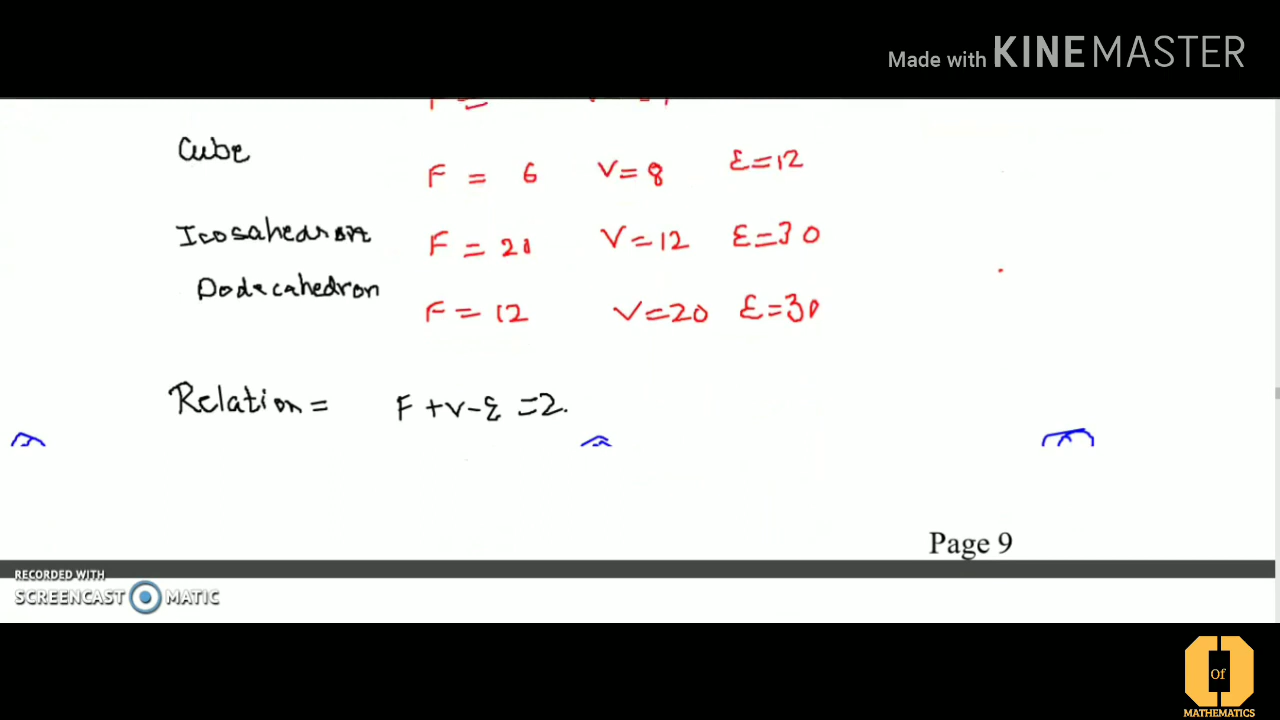 Made with KINEMASTER
Cube
F = 6 V = 8 E = 12
Icosahedron
F = 20 V = 12 E = 30
Dodecahedron
F = 12 V = 20 E = 30
Relation = F + V - E = 2.
Page 9
RECORDED WITH
SCREENCAST MATIC
Of
MATHEMATICS